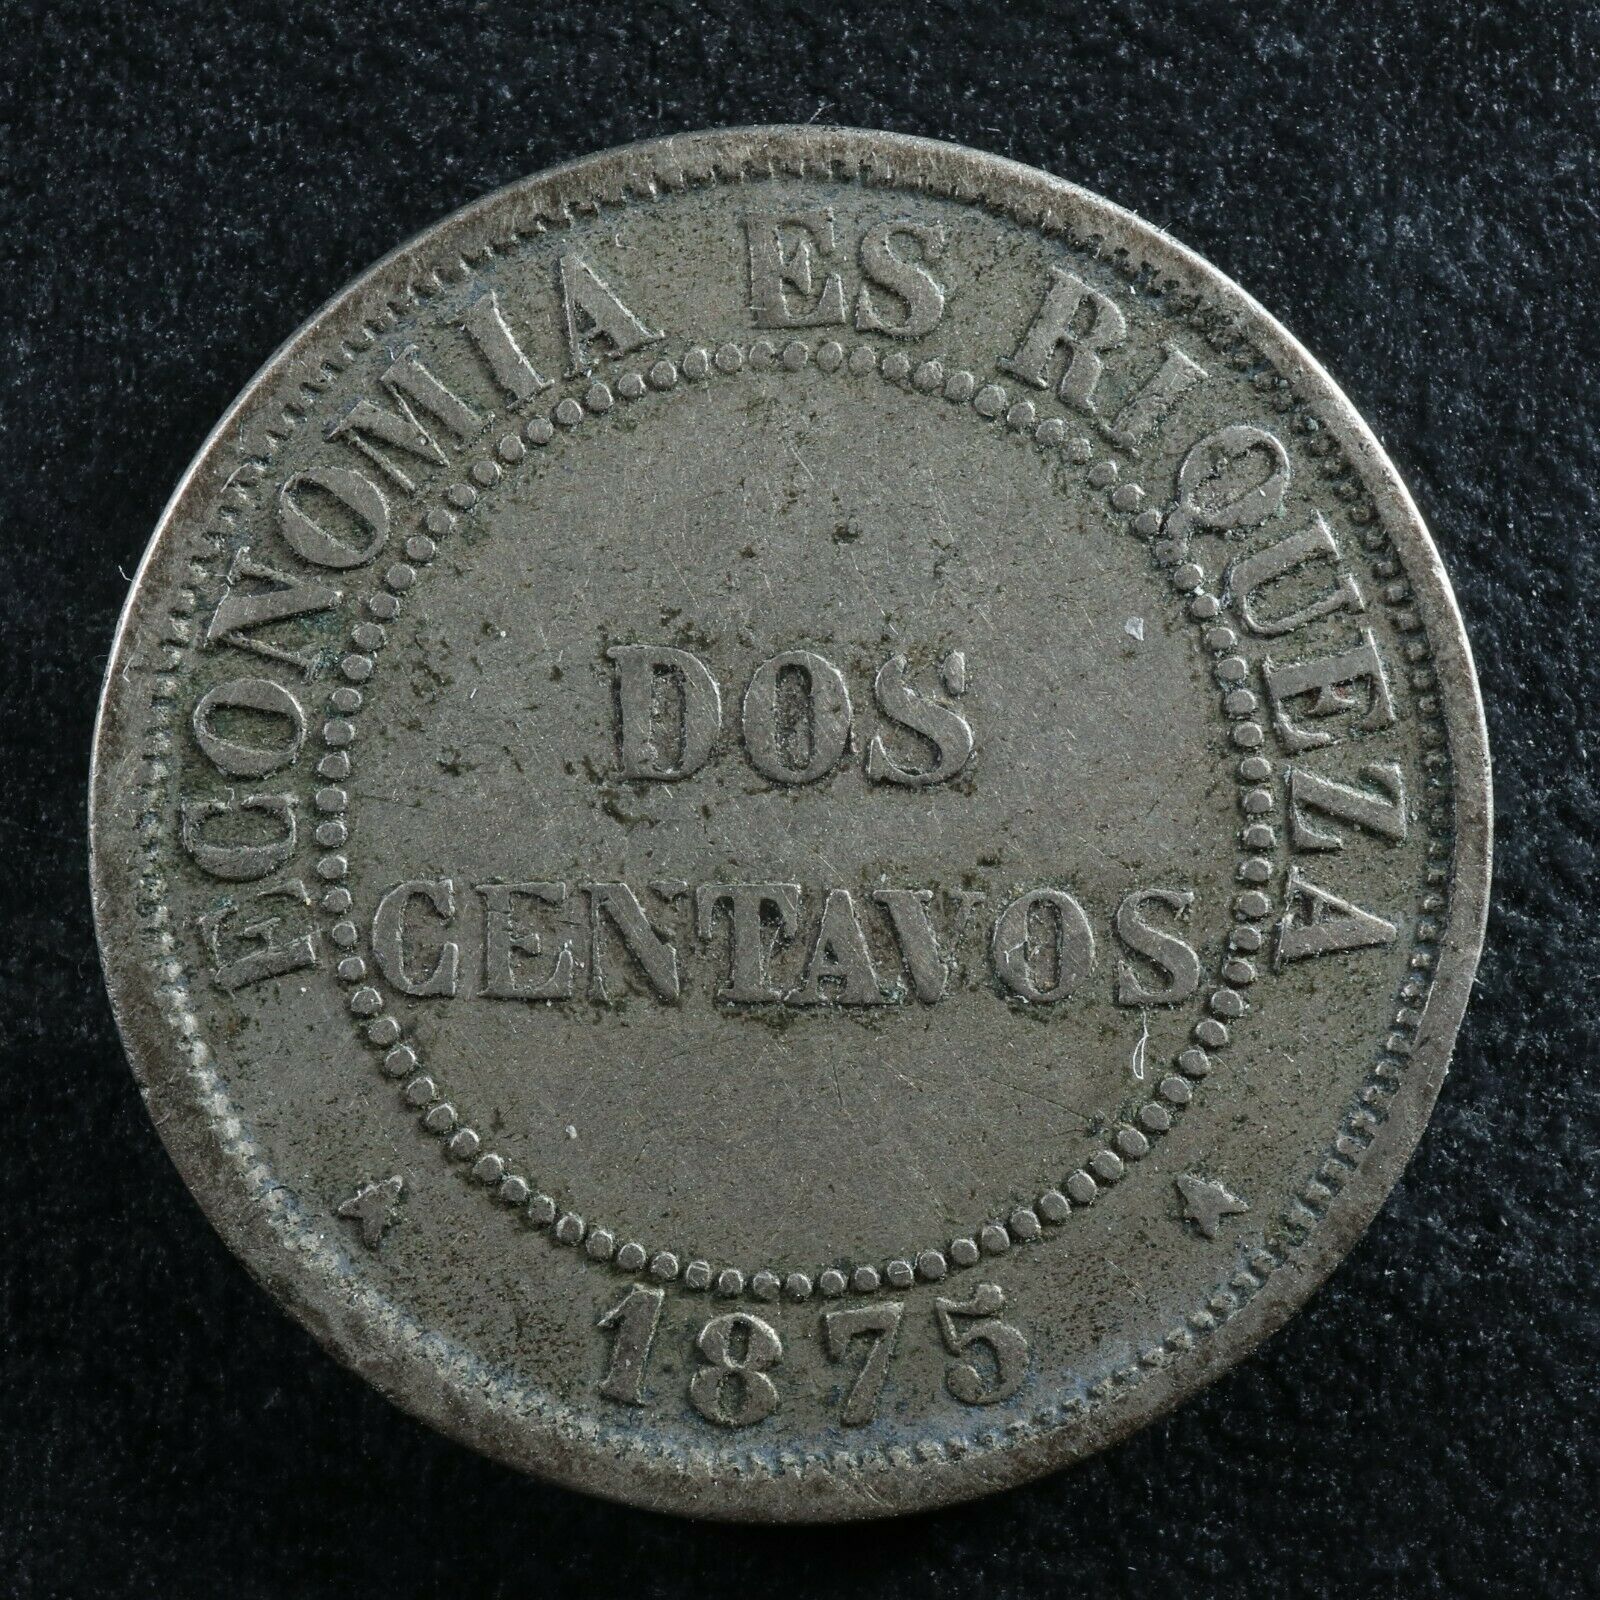 ECONOMIA ES RIQUEZA
DOS
CENTAVOS
1875